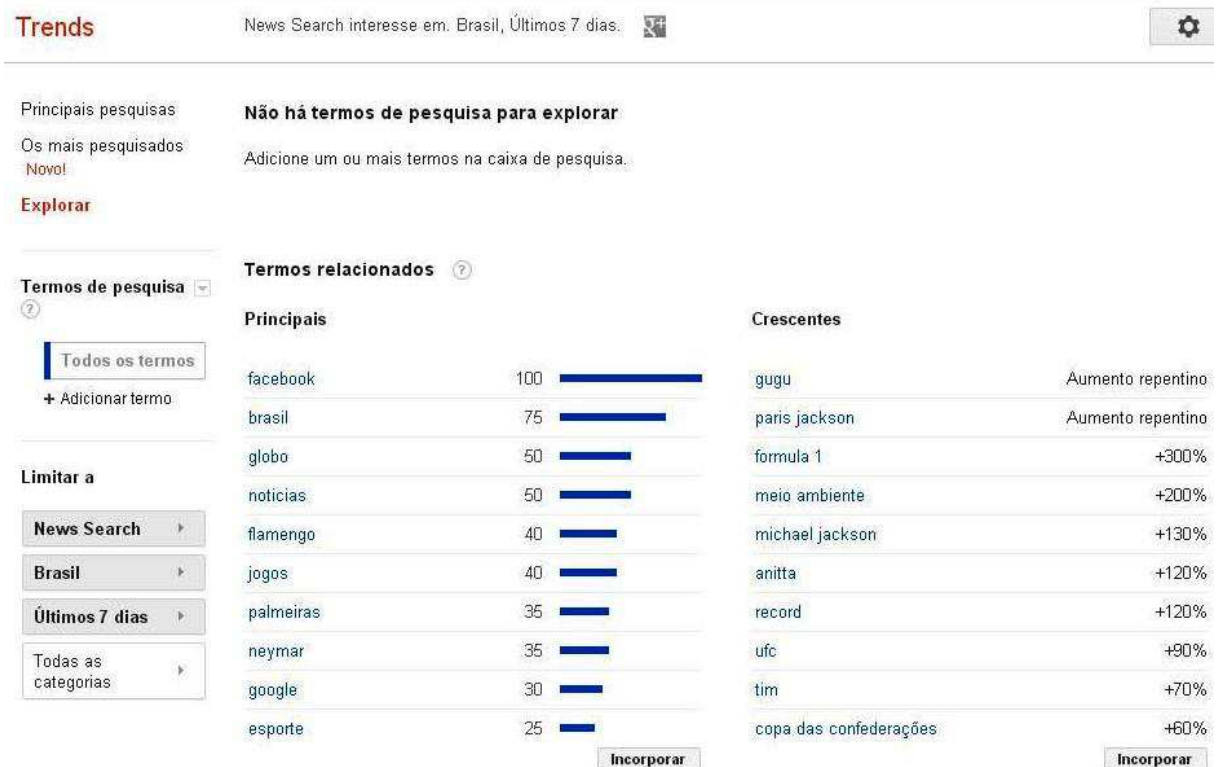 Trends
News Search interesse em. Brasil, Últimos 7 dias. g+
Principais pesquisas
Os mais pesquisados
Novo!
Explorar
Termos de pesquisa
?
Todos os termos
+ Adicionar termo
Limitar a
News Search
Brasil
Últimos 7 dias
Todas as
categorias
Não há termos de pesquisa para explorar
Adicione um ou mais termos na caixa de pesquisa.
Termos relacionados ?
Principais
facebook 100
brasil 75
globo 50
noticias 50
flamengo 40
jogos 40
palmeiras 35
neymar 35
google 30
esporte 25
Incorporar
Crescentes
gugu Aumento repentino
paris jackson Aumento repentino
formula 1 +300%
meio ambiente +200%
michael jackson +130%
anitta +120%
record +120%
ufc +90%
tim +70%
copa das confederações +60%
Incorporar